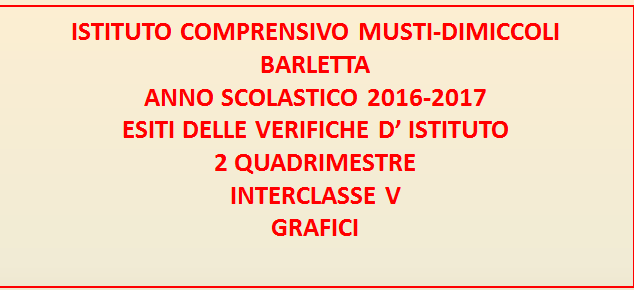 ISTITUTO COMPRENSIVO MUSTI-DIMICCOLI
BARLETTA
ANNO SCOLASTICO 2016-2017
ESITI DELLE VERIFICHE D’ ISTITUTO
2 QUADRIMESTRE
INTERCLASSE V
GRAFICI